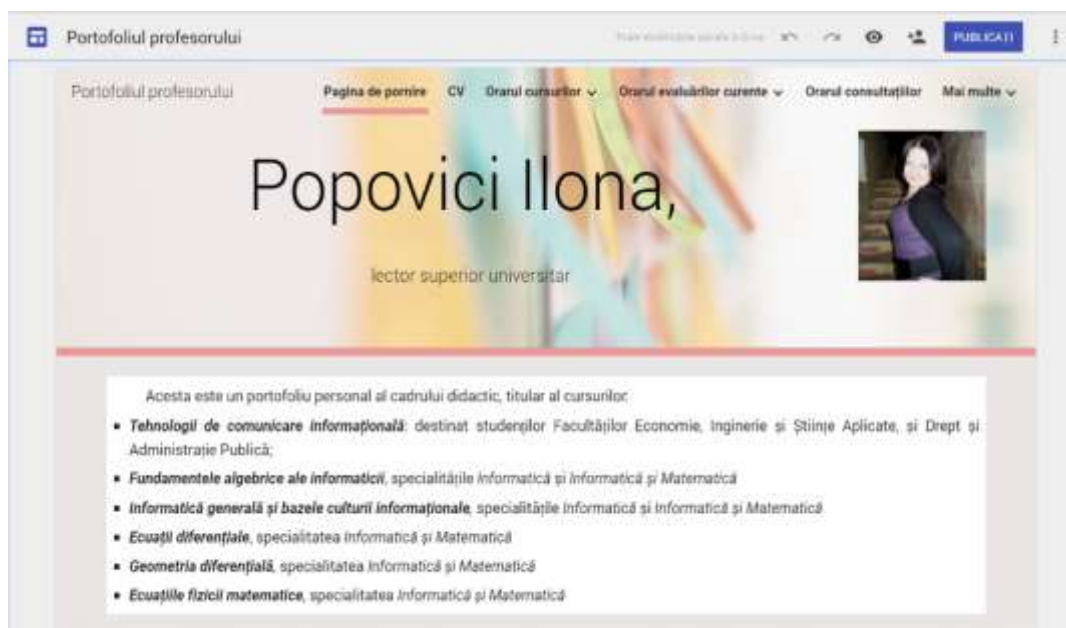 Portofoliul profesorului
PUBLICAȚI
Portofoliul profesorului
Pagina de pornire CV Orarul cursurilor Orarul evaluărilor curente Orarul consultațiilor Mai multe
Popovici Ilona,
lector superior universitar
Acesta este un portofoliu personal al cadrului didactic, titular al cursurilor:
▪ Tehnologii de comunicare informațională: destinat studenților Facultăților Economie, Inginerie și Științe Aplicate, și Drept și
Administrație Publică;
▪ Fundamentele algebrice ale informaticii, specialitățile Informatică și Informatică și Matematică
▪ Informatică generală și bazele culturii informaționale, specialitățile Informatică și Informatică și Matematică
▪ Ecuații diferențiale, specialitatea Informatică și Matematică
▪ Geometria diferențială, specialitatea Informatică și Matematică
▪ Ecuațiile fizicii matematice, specialitatea Informatică și Matematică